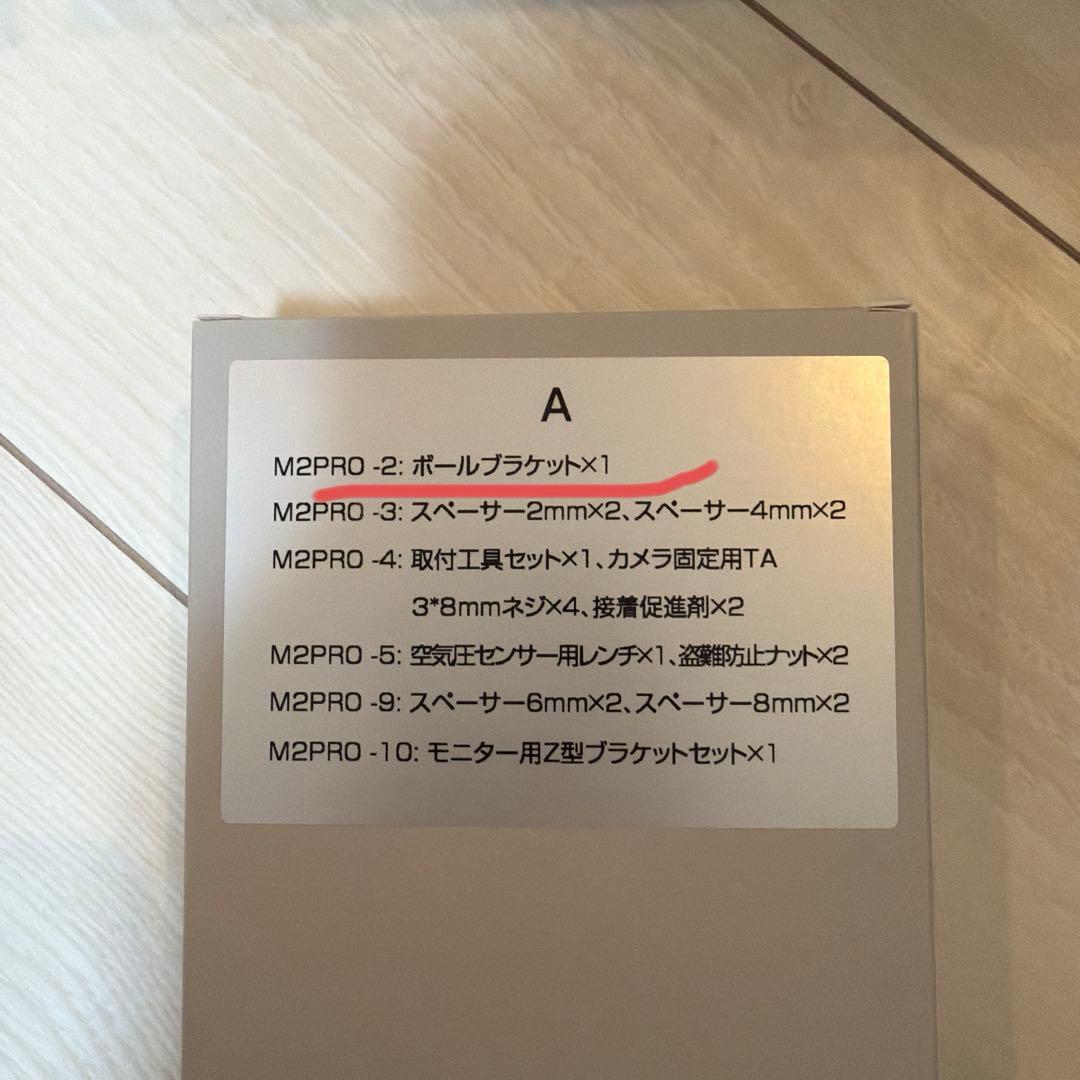 A
M2PRO -2: ボールブラケット×1
M2PRO -3: スペーサー2mm×2、スペーサー4mm×2
M2PRO -4: 取付工具セット×1、カメラ固定用TA
3*8mmネジ×4、接着促進剤×2
M2PRO -5: 空気圧センサー用レンチ×1、盗難防止ナット×2
M2PRO -9: スペーサー6mm×2、スペーサー8mm×2
M2PRO -10: モニター用Z型ブラケットセット×1